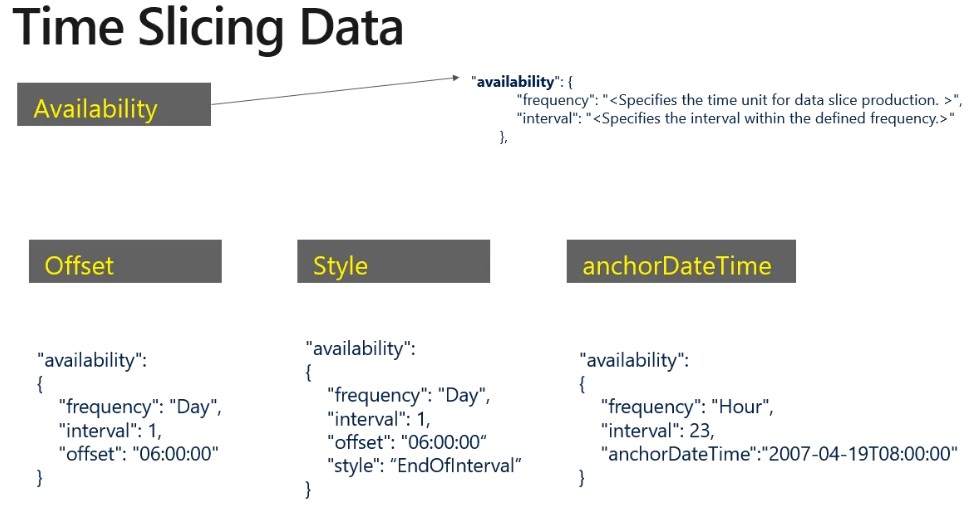 Time Slicing Data
Availability
"availability": {
"frequency": "<Specifies the time unit for data slice production. >",
"interval": "<Specifies the interval within the defined frequency.>"
},
Offset
Style
anchorDateTime
"availability":
{
"frequency": "Day",
"interval": 1,
"offset": "06:00:00"
}
"availability":
{
"frequency": "Day",
"interval": 1,
"offset": "06:00:00“
"style": “EndOfInterval”
}
"availability":
{
"frequency": "Hour",
"interval": 23,
"anchorDateTime":"2007-04-19T08:00:00"
}